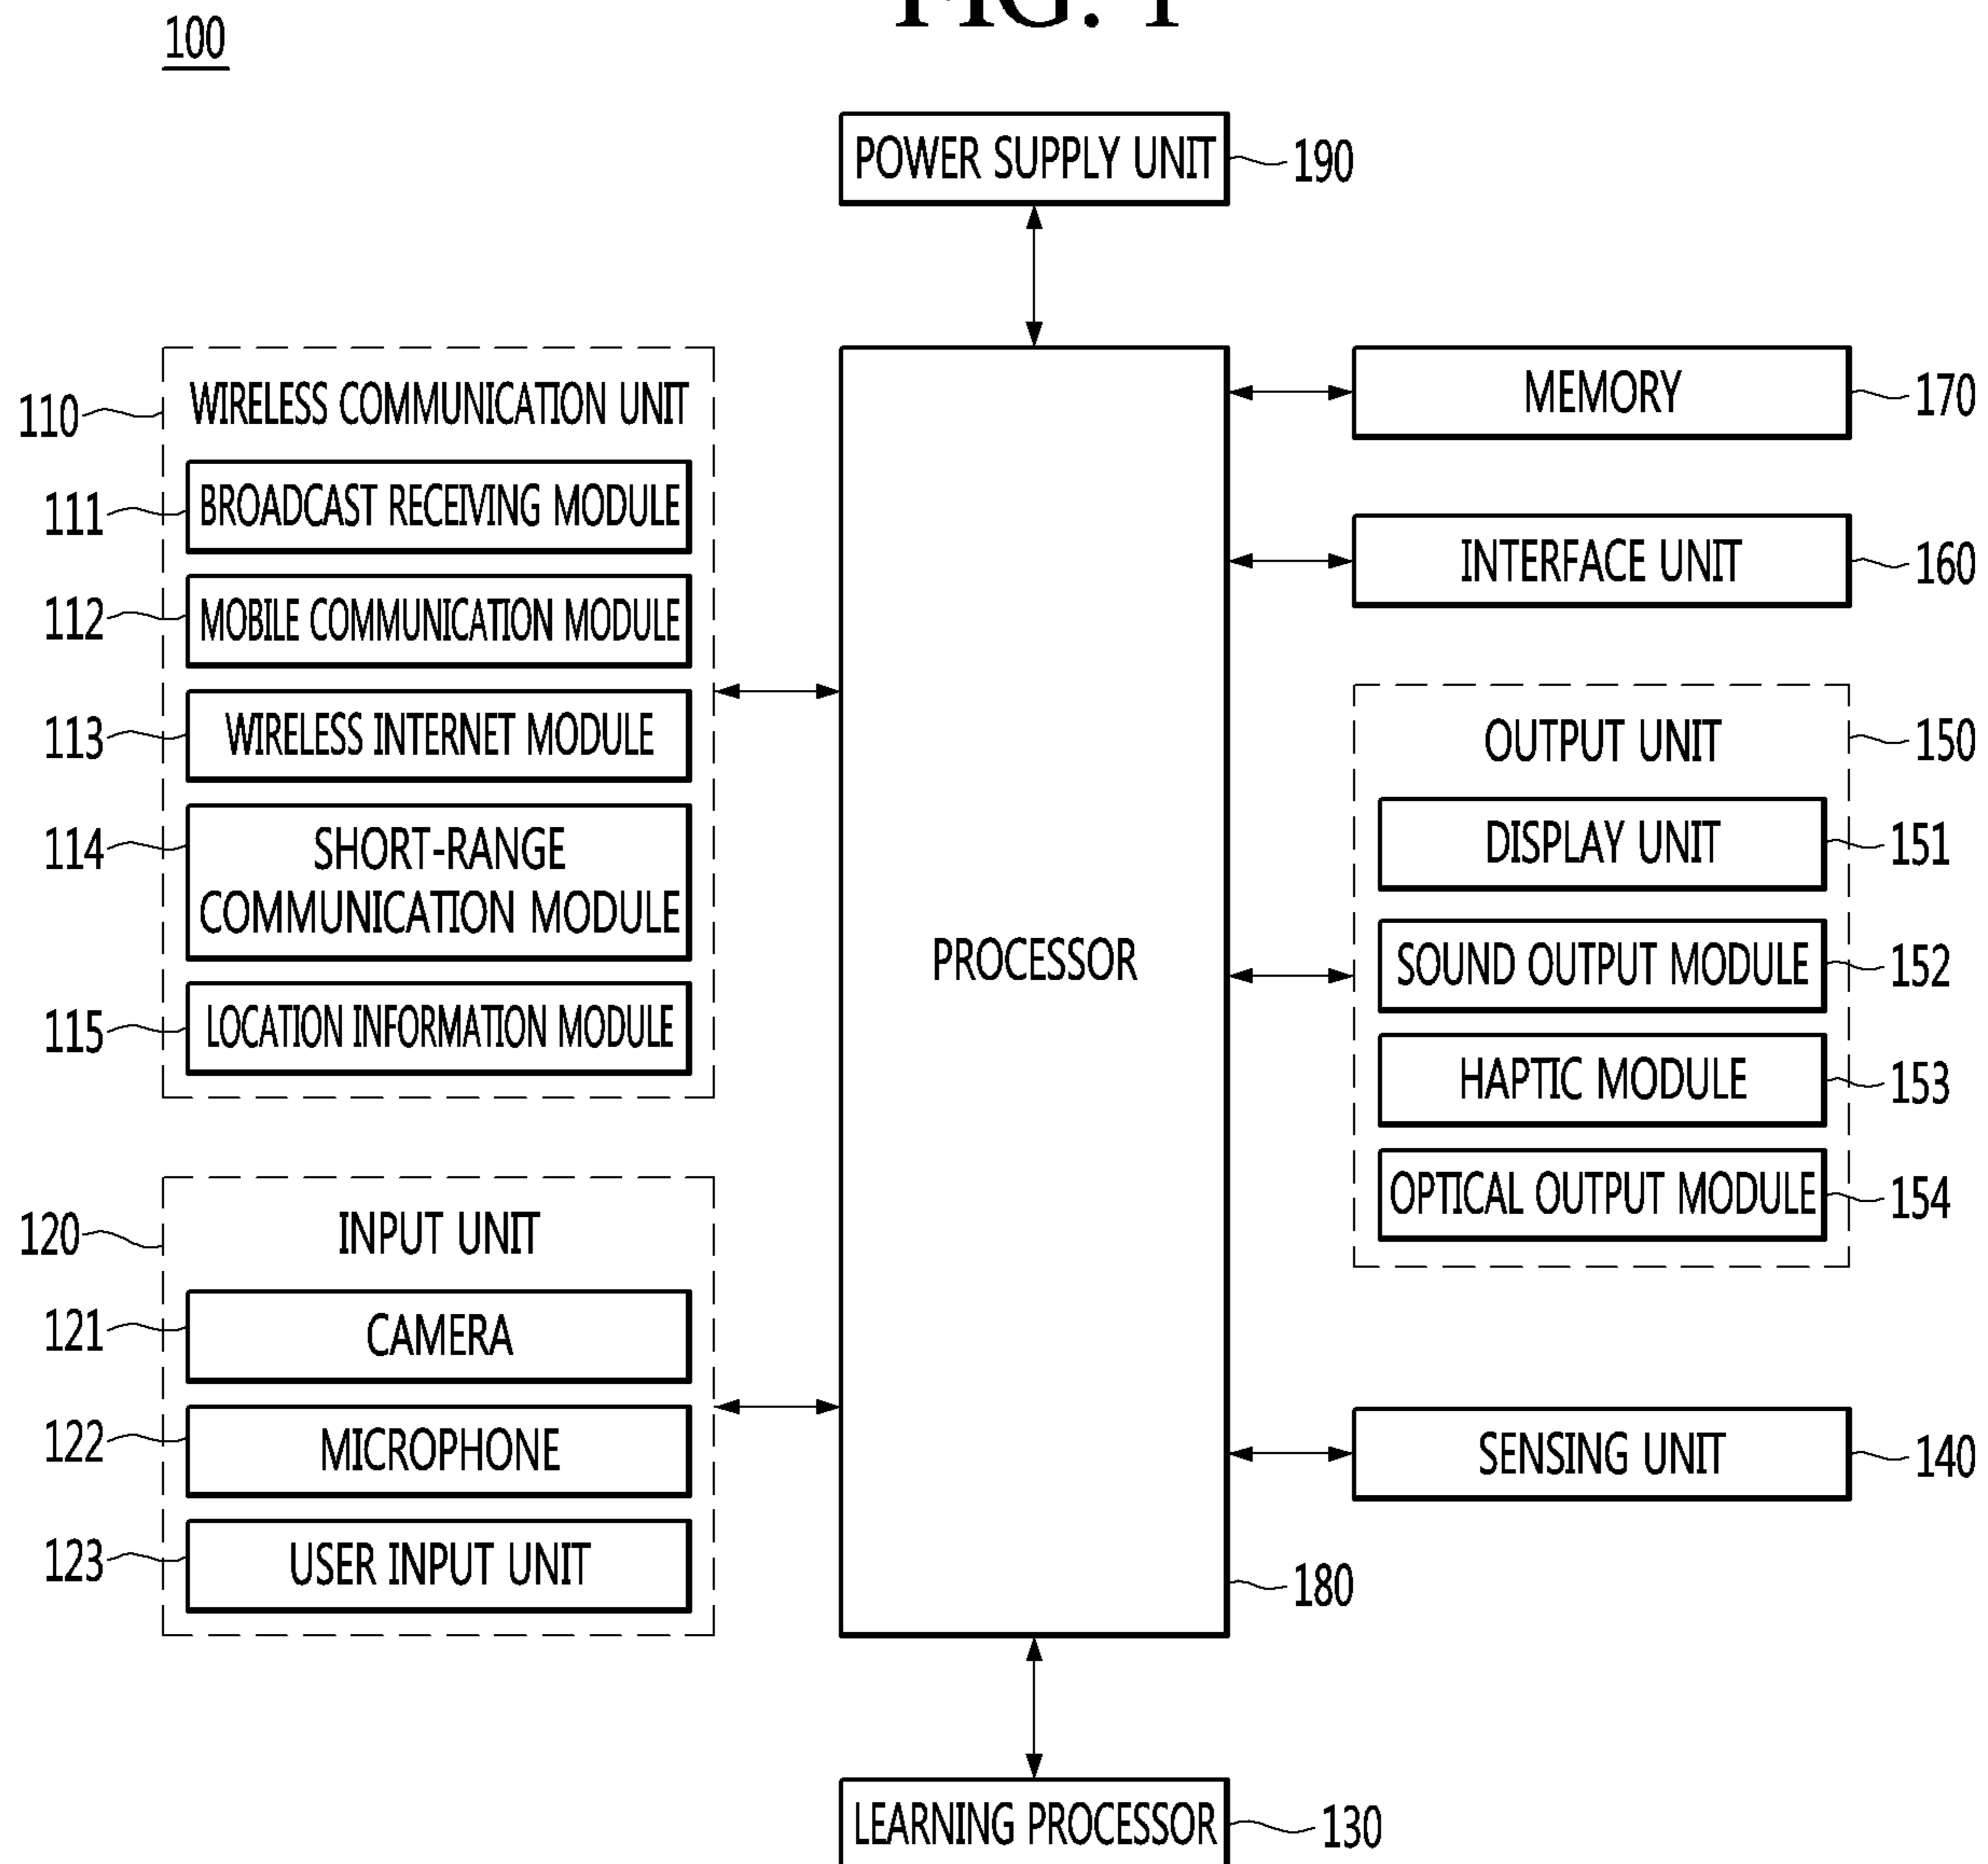 FIG. 1
100
POWER SUPPLY UNIT
190
110
WIRELESS COMMUNICATION UNIT
111
BROADCAST RECEIVING MODULE
112
MOBILE COMMUNICATION MODULE
113
WIRELESS INTERNET MODULE
114
SHORT-RANGE
COMMUNICATION MODULE
115
LOCATION INFORMATION MODULE
120
INPUT UNIT
121
CAMERA
122
MICROPHONE
123
USER INPUT UNIT
PROCESSOR
180
MEMORY
170
INTERFACE UNIT
160
OUTPUT UNIT
150
DISPLAY UNIT
151
SOUND OUTPUT MODULE
152
HAPTIC MODULE
153
OPTICAL OUTPUT MODULE
154
SENSING UNIT
140
LEARNING PROCESSOR
130